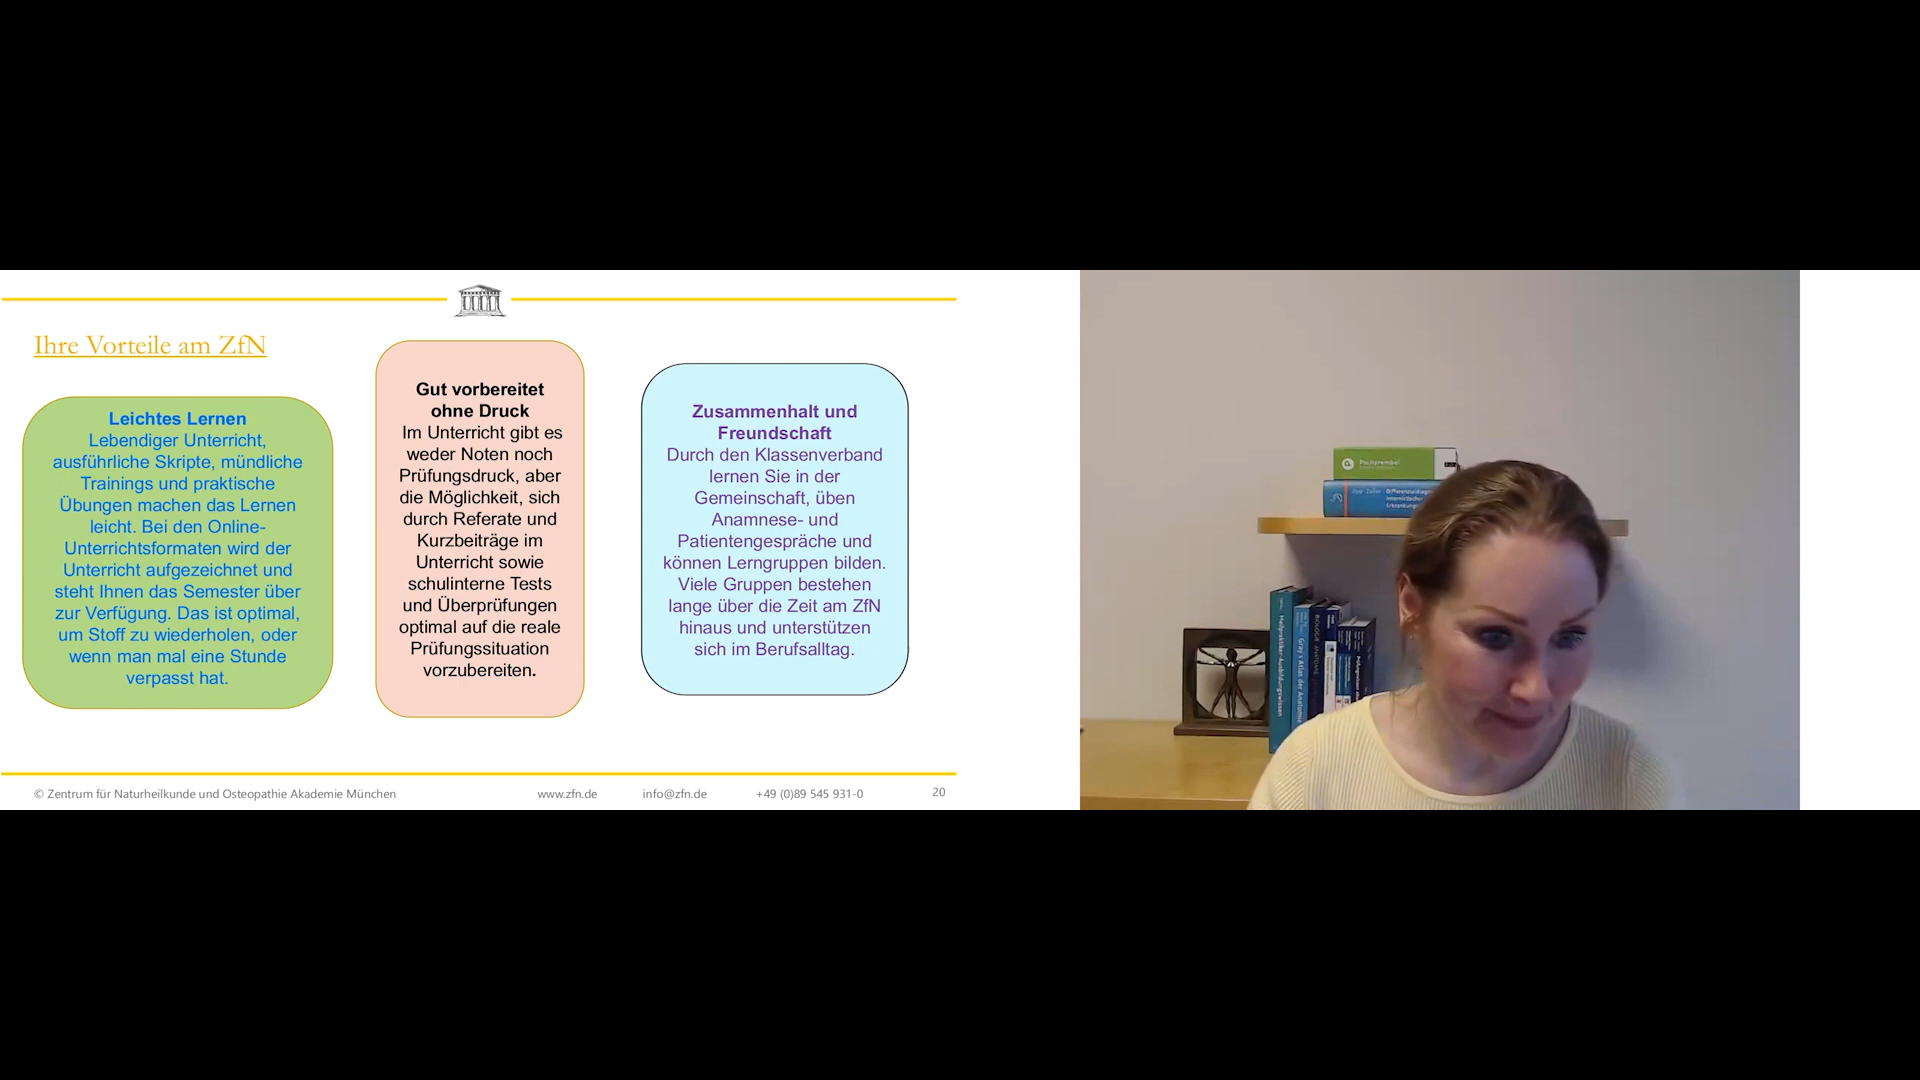 Ihre Vorteile am ZfN
Leichtes Lernen
Lebendiger Unterricht,
ausführliche Skripte, mündliche
Trainings und praktische
Übungen machen das Lernen
leicht. Bei den Online-
Unterrichtsformaten wird der
Unterricht aufgezeichnet und
steht Ihnen das Semester über
zur Verfügung. Das ist optimal,
um Stoff zu wiederholen, oder
wenn man mal eine Stunde
verpasst hat.
Gut vorbereitet
ohne Druck
Im Unterricht gibt es
weder Noten noch
Prüfungsdruck, aber
die Möglichkeit, sich
durch Referate und
Kurzbeiträge im
Unterricht sowie
schulinterne Tests
und Überprüfungen
optimal auf die reale
Prüfungssituation
vorzubereiten.
Zusammenhalt und
Freundschaft
Durch den Klassenverband
lernen Sie in der
Gemeinschaft, üben
Anamnese- und
Patientengespräche und
können Lerngruppen bilden.
Viele Gruppen bestehen
lange über die Zeit am ZfN
hinaus und unterstützen
sich im Berufsalltag.
© Zentrum für Naturheilkunde und Osteopathie Akademie München
www.zfn.de
info@zfn.de
+49 (0)89 545 931-0
20
Pschyrembel
Heilpraktiker-Ausbildungswissen
Gray's Atlas der Anatomie